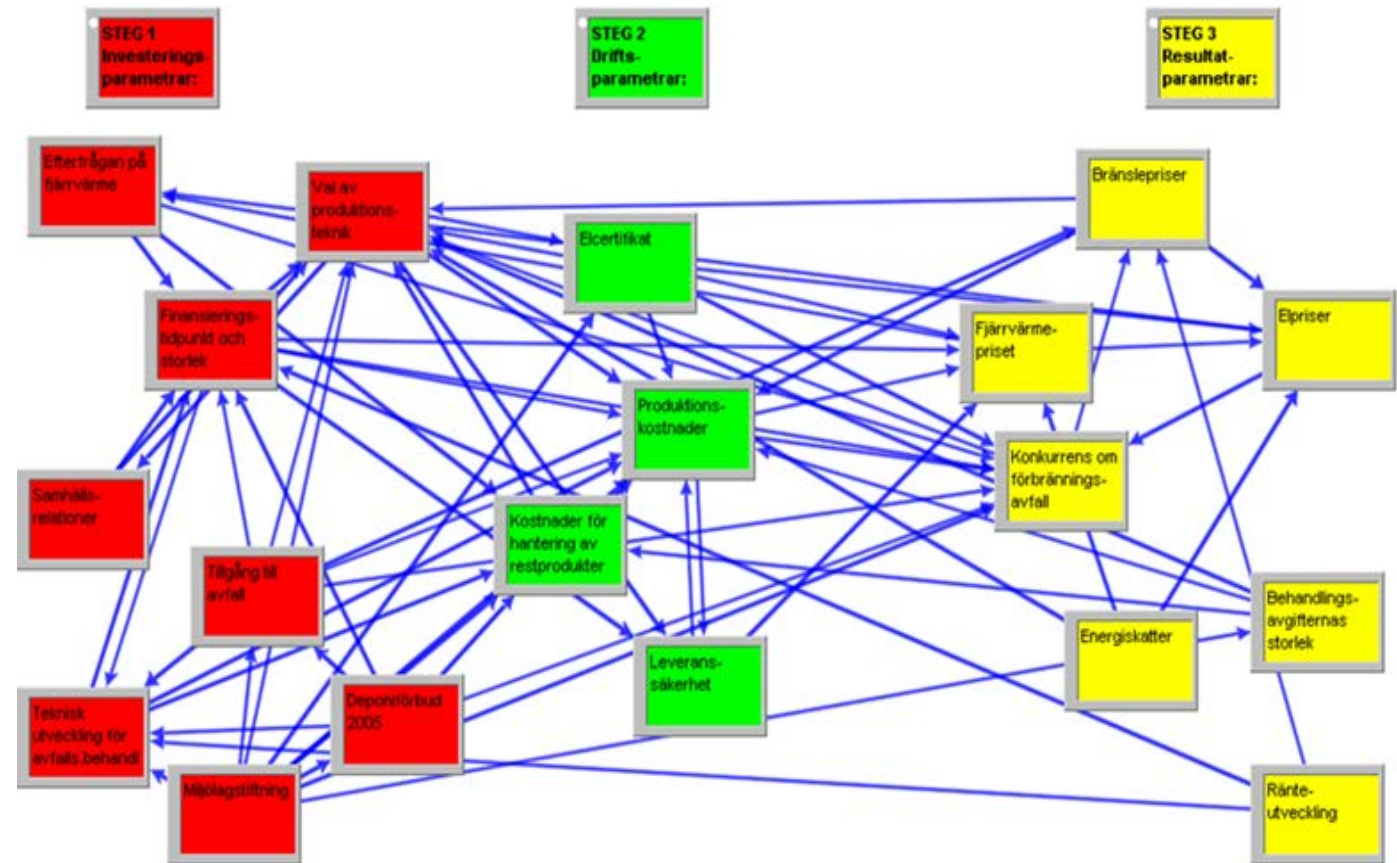 STEG 1
Investerings-
parametrar:
STEG 2
Drifts-
parametrar:
STEG 3
Resultat-
parametrar:
Efterfrågan på
fjärrvärme
Val av
produktions-
teknik
Bränslepriser
Elcertifikat
Finansierings-
tidpunkt och
storlek
Fjärrvärme-
priset
Elpriser
Produktions-
kostnader
Konkurrens om
förbrännings-
avfall
Samhälls-
relationer
Kostnader för
hantering av
restprodukter
Tillgång till
avfall
Behandlings-
avgifternas
storlek
Energiskatter
Leverans-
säkerhet
Teknisk
utveckling för
avfalls.behandl
Deponiförbud
2005
Miljölagstiftning
Ränte-
utveckling